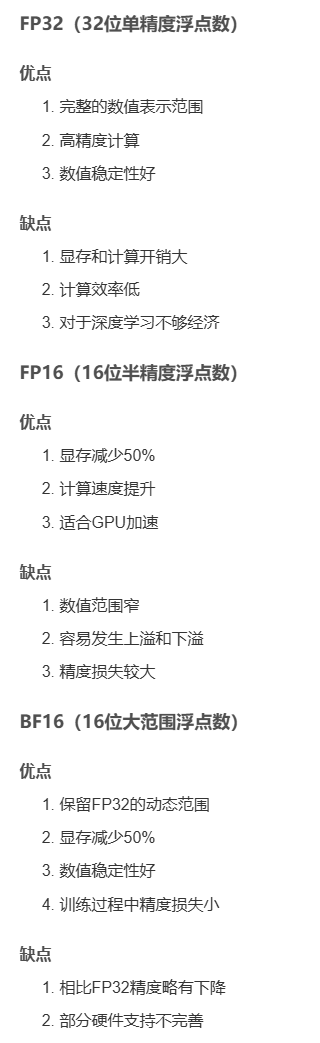 FP32（32位单精度浮点数）
优点
1. 完整的数值表示范围
2. 高精度计算
3. 数值稳定性好
缺点
1. 显存和计算开销大
2. 计算效率低
3. 对于深度学习不够经济
FP16（16位半精度浮点数）
优点
1. 显存减少50%
2. 计算速度提升
3. 适合GPU加速
缺点
1. 数值范围窄
2. 容易发生上溢和下溢
3. 精度损失较大
BF16（16位大范围浮点数）
优点
1. 保留FP32的动态范围
2. 显存减少50%
3. 数值稳定性好
4. 训练过程中精度损失小
缺点
1. 相比FP32精度略有下降
2. 部分硬件支持不完善